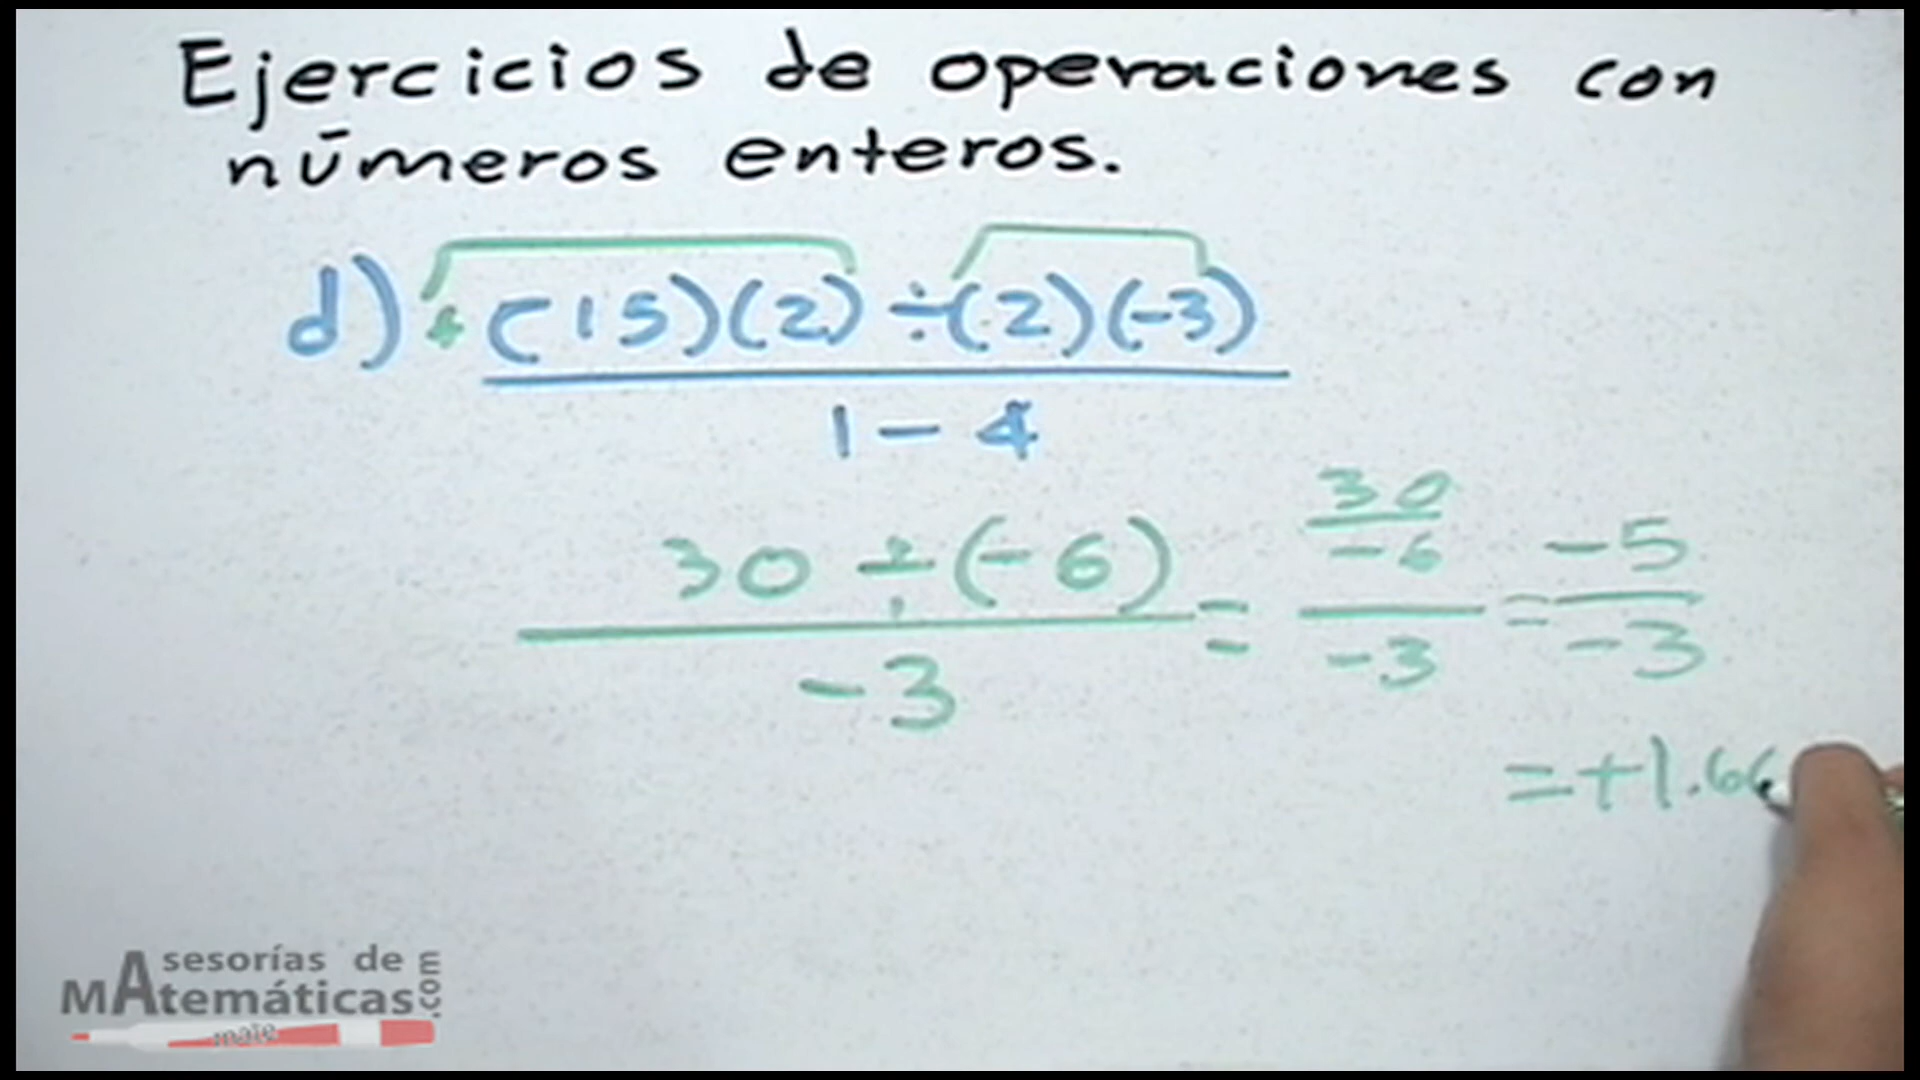 Ejercicios de operaciones con
números enteros.
d) + (15)(2) ÷ (2)(-3)
1 - 4
30 ÷ (-6)
-3
=
30
-6
-3
=
-5
-3
= +1.66
Asesorías de
MAtemáticas.com
mate